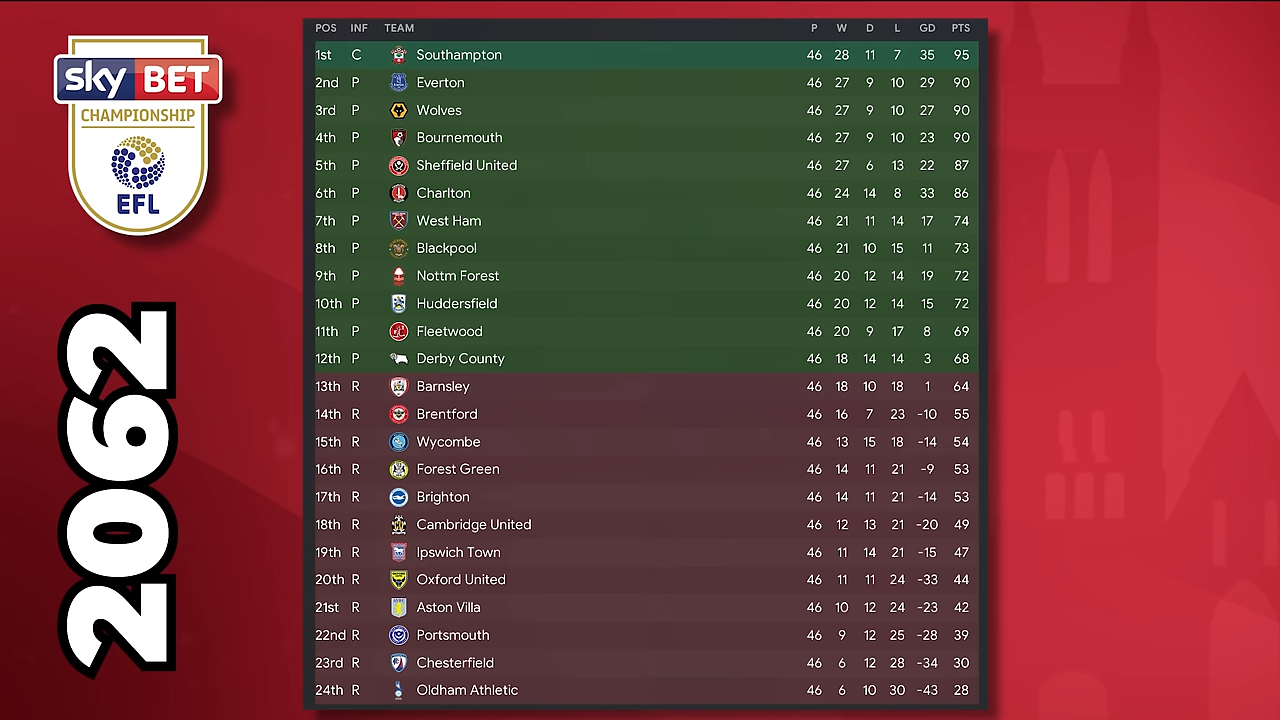 sky BET
CHAMPIONSHIP
EFL
2062
POS INF TEAM P W D L GD PTS
1st C Southampton 46 28 11 7 35 95
2nd P Everton 46 27 9 10 29 90
3rd P Wolves 46 27 9 10 27 90
4th P Bournemouth 46 27 9 10 23 90
5th P Sheffield United 46 27 6 13 22 87
6th P Charlton 46 24 14 8 33 86
7th P West Ham 46 21 11 14 17 74
8th P Blackpool 46 21 10 15 11 73
9th P Nottm Forest 46 20 12 14 19 72
10th P Huddersfield 46 20 12 14 15 72
11th P Fleetwood 46 20 9 17 8 69
12th P Derby County 46 18 14 14 3 68
13th R Barnsley 46 18 10 18 1 64
14th R Brentford 46 16 7 23 -10 55
15th R Wycombe 46 13 15 18 -14 54
16th R Forest Green 46 14 11 21 -9 53
17th R Brighton 46 14 11 21 -14 53
18th R Cambridge United 46 12 13 21 -20 49
19th R Ipswich Town 46 11 14 21 -15 47
20th R Oxford United 46 11 11 24 -33 44
21st R Aston Villa 46 10 12 24 -23 42
22nd R Portsmouth 46 9 12 25 -28 39
23rd R Chesterfield 46 6 12 28 -34 30
24th R Oldham Athletic 46 6 10 30 -43 28